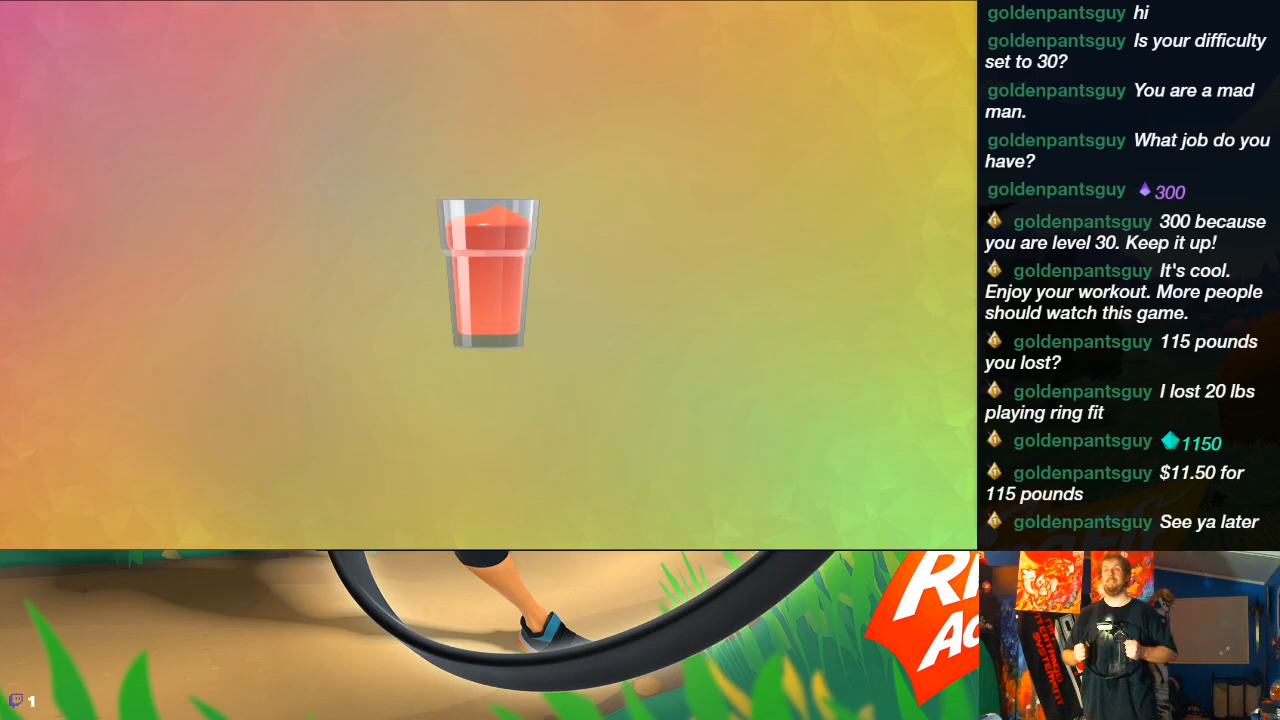 goldenpantsguy hi
goldenpantsguy Is your difficulty
set to 30?
goldenpantsguy You are a mad
man.
goldenpantsguy What job do you
have?
goldenpantsguy 300
goldenpantsguy 300 because
you are level 30. Keep it up!
goldenpantsguy It's cool.
Enjoy your workout. More people
should watch this game.
goldenpantsguy 115 pounds
you lost?
goldenpantsguy I lost 20 lbs
playing ring fit
goldenpantsguy 1150
goldenpantsguy $11.50 for
115 pounds
goldenpantsguy See ya later
1